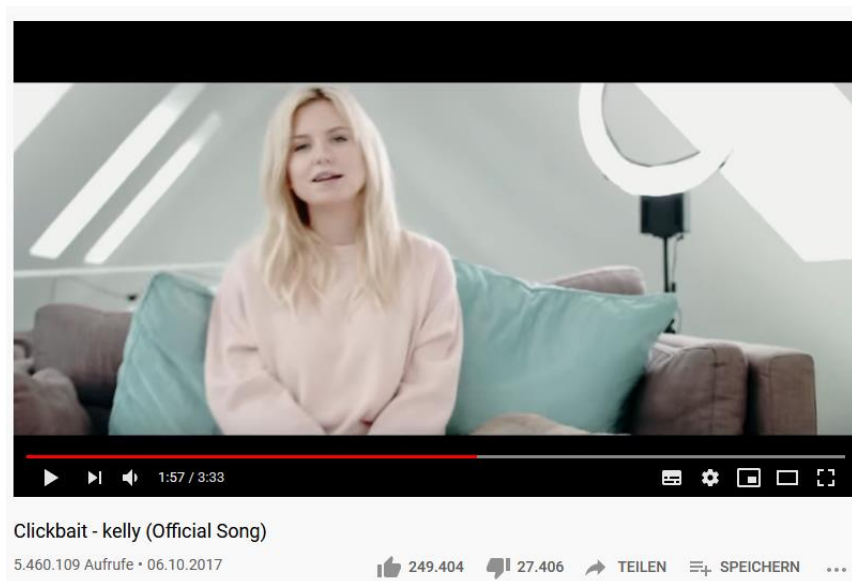 1:57 / 3:33
Clickbait - kelly (Official Song)
5.460.109 Aufrufe • 06.10.2017
249.404 27.406 TEILEN SPEICHERN